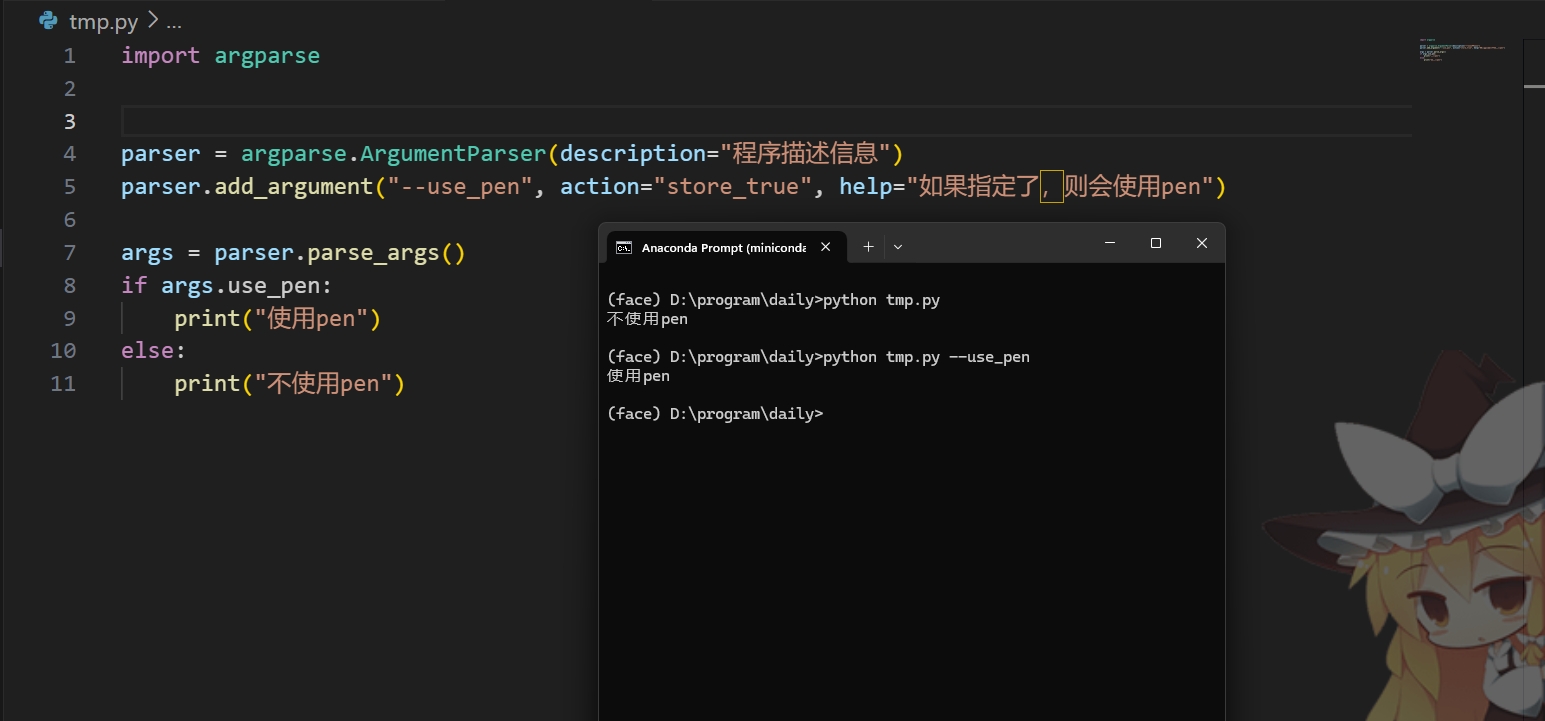 tmp.py > ...
1 import argparse
2
3
4 parser = argparse.ArgumentParser(description="程序描述信息")
5 parser.add_argument("--use_pen", action="store_true", help="如果指定了，则会使用pen")
6
7 args = parser.parse_args()
8 if args.use_pen:
9     print("使用pen")
10 else:
11     print("不使用pen")
Anaconda Prompt (miniconda
(face) D:\program\daily>python tmp.py
不使用pen
(face) D:\program\daily>python tmp.py --use_pen
使用pen
(face) D:\program\daily>